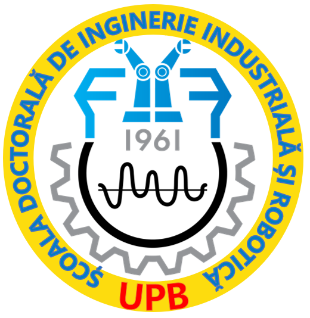 ȘCOALA DOCTORALĂ DE INGINERIE INDUSTRIALĂ ȘI ROBOTICĂ
1961
UPB